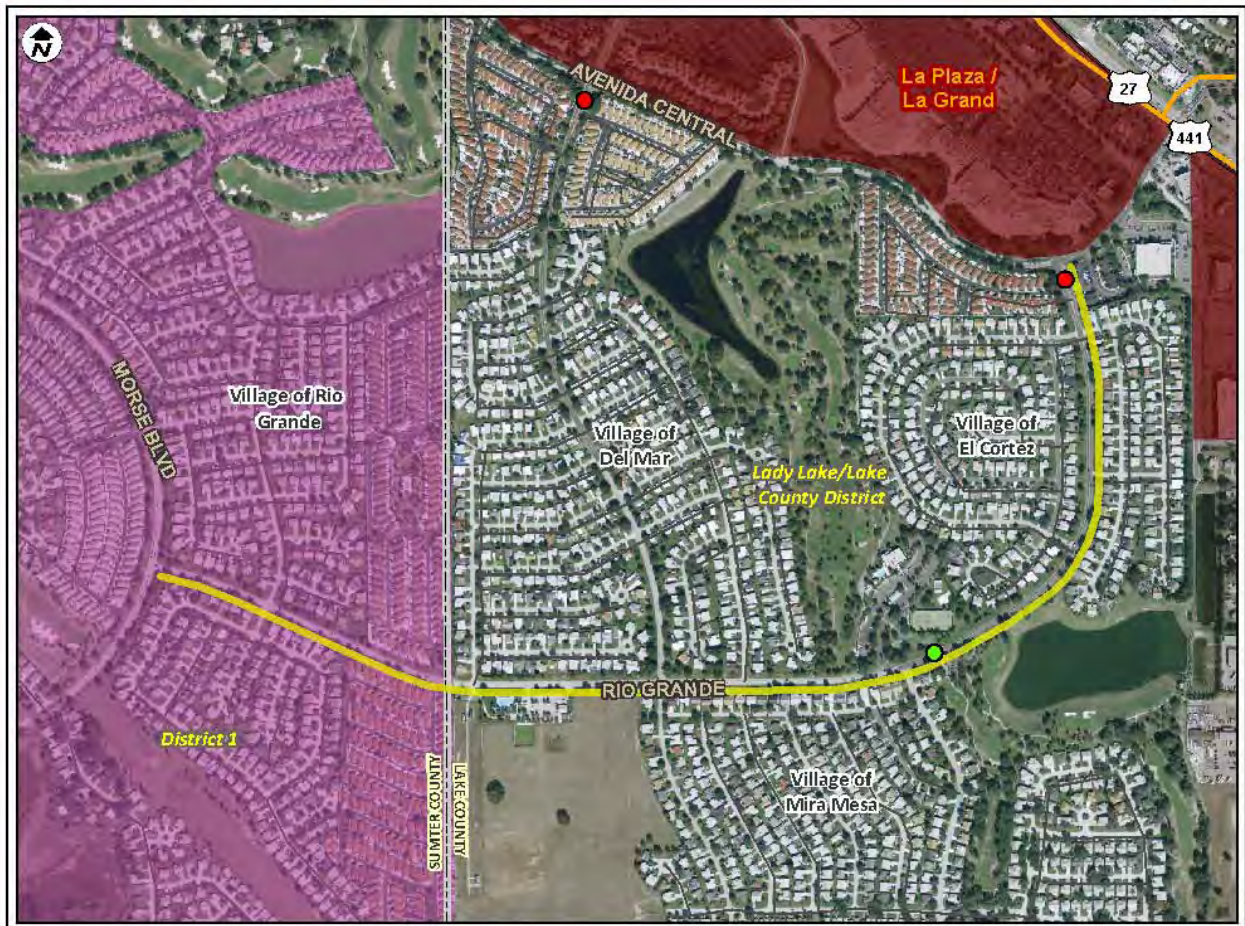 N
AVENIDA CENTRAL
La Plaza /
La Grand
27
441
MORSE BLVD
Village of Rio
Grande
Village of
Del Mar
Village of
El Cortez
Lady Lake/Lake
County District
RIO GRANDE
District 1
SUMTER COUNTY
LAKE COUNTY
Village of
Mira Mesa